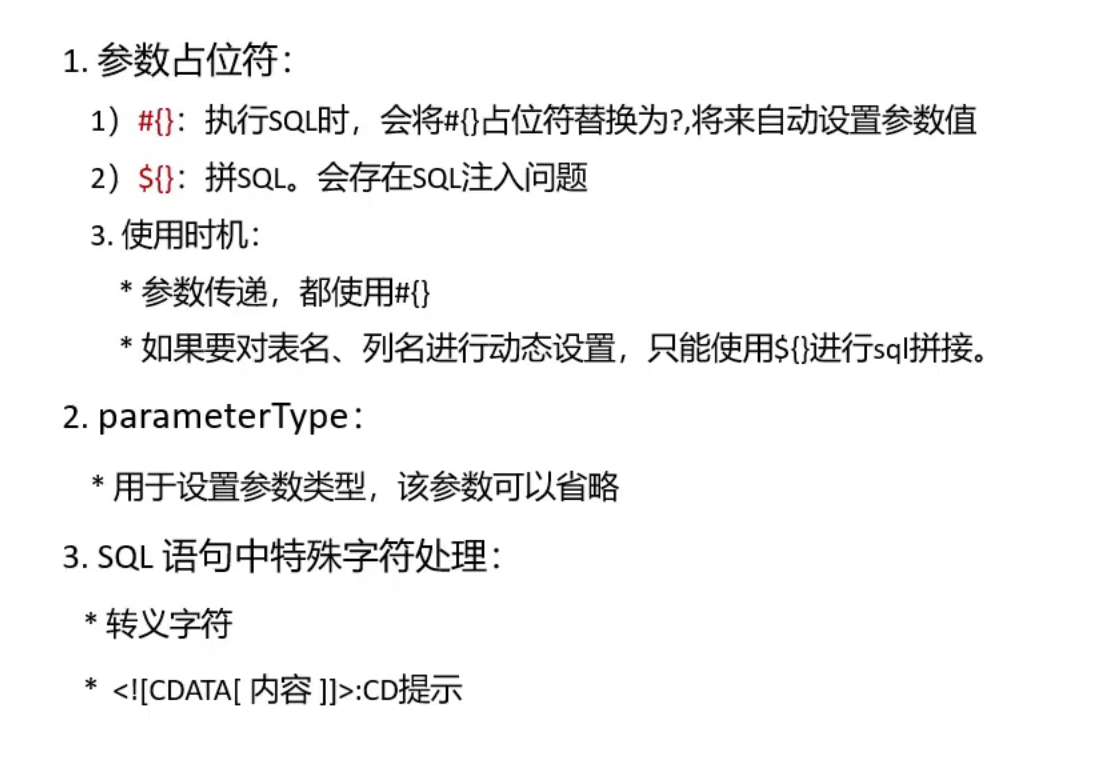 1. 参数占位符：
1）#{}：执行SQL时，会将#{}占位符替换为?,将来自动设置参数值
2）${}：拼SQL。会存在SQL注入问题
3. 使用时机：
* 参数传递，都使用#{}
* 如果要对表名、列名进行动态设置，只能使用${}进行sql拼接。
2. parameterType：
* 用于设置参数类型，该参数可以省略
3. SQL 语句中特殊字符处理：
* 转义字符
* <![CDATA[ 内容 ]]>:CD提示